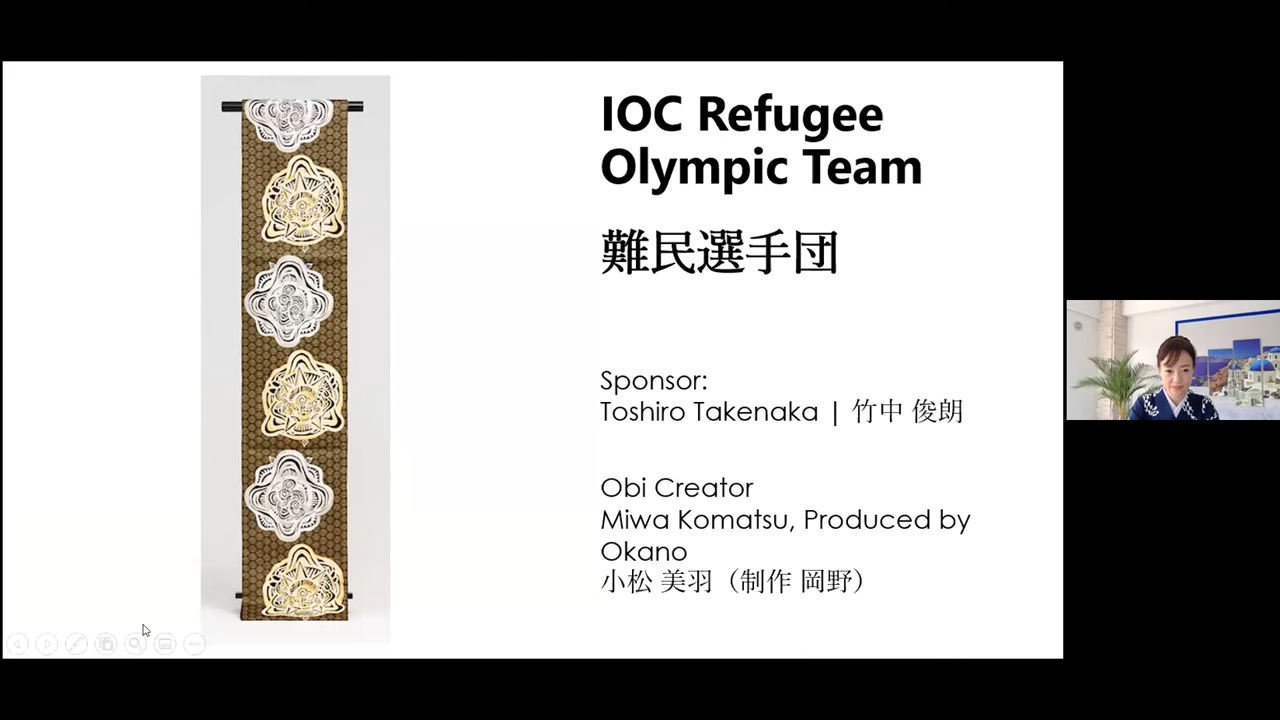 IOC Refugee
Olympic Team
難民選手団
Sponsor:
Toshiro Takenaka | 竹中 俊朗
Obi Creator
Miwa Komatsu, Produced by
Okano
小松 美羽（制作 岡野）